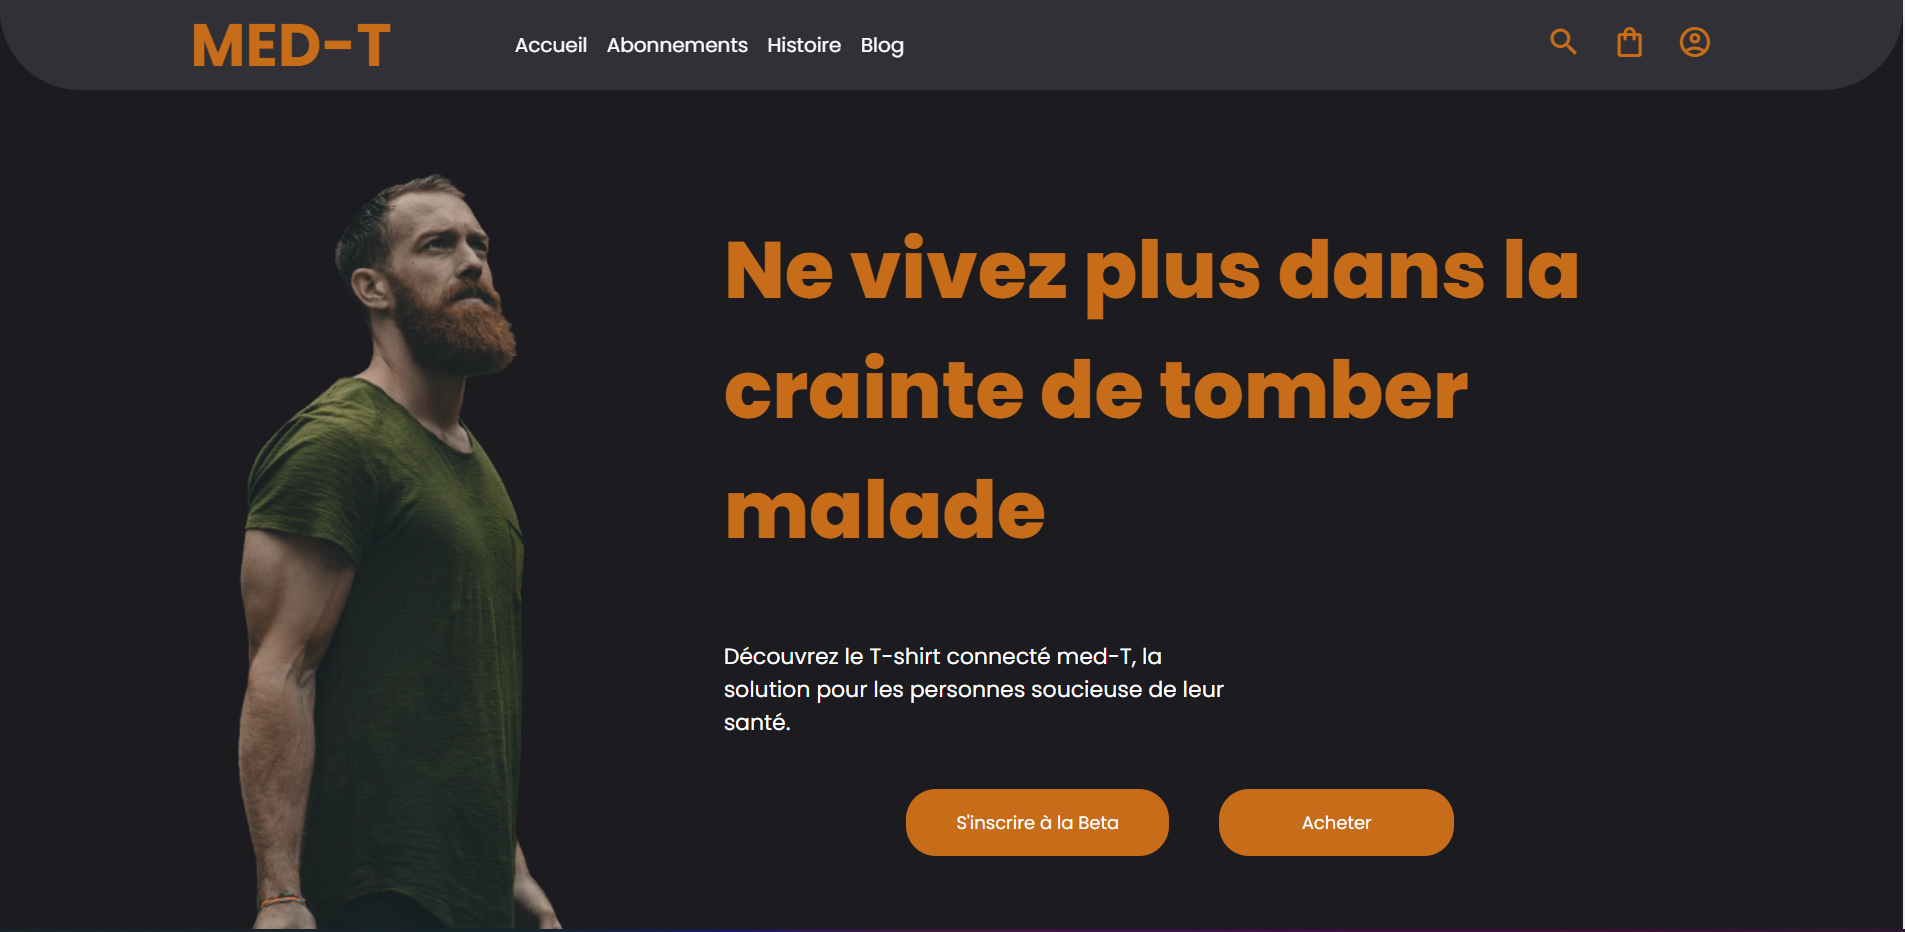 MED-T
Accueil Abonnements Histoire Blog
Ne vivez plus dans la
crainte de tomber
malade
Découvrez le T-shirt connecté med-T, la
solution pour les personnes soucieuse de leur
santé.
S'inscrire à la Beta
Acheter